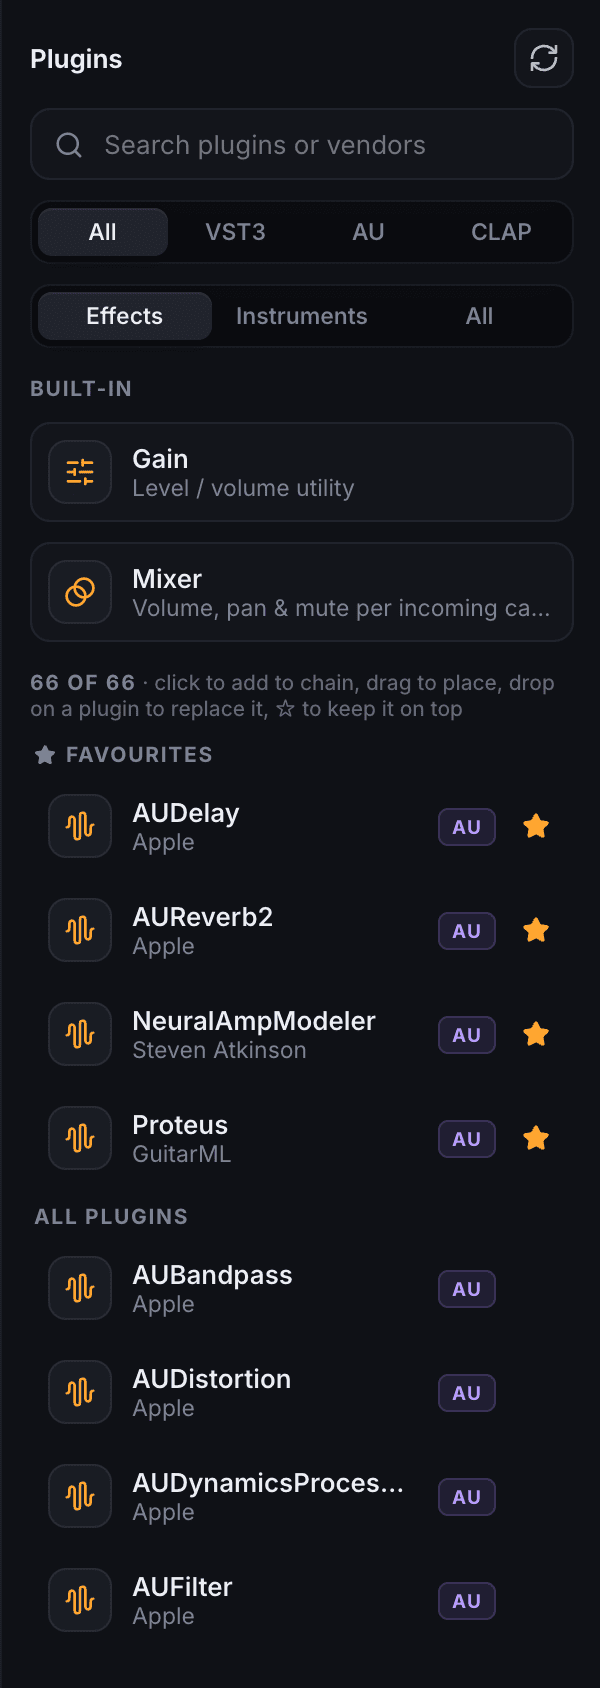 Plugins
Search plugins or vendors
All VST3 AU CLAP
Effects Instruments All
BUILT-IN
Gain
Level / volume utility
Mixer
Volume, pan & mute per incoming ca...
66 OF 66 · click to add to chain, drag to place, drop
on a plugin to replace it, ☆ to keep it on top
★ FAVOURITES
AUDelay
Apple
AU
AUReverb2
Apple
AU
NeuralAmpModeler
Steven Atkinson
AU
Proteus
GuitarML
AU
ALL PLUGINS
AUBandpass
Apple
AU
AUDistortion
Apple
AU
AUDynamicsProces...
Apple
AU
AUFilter
Apple
AU